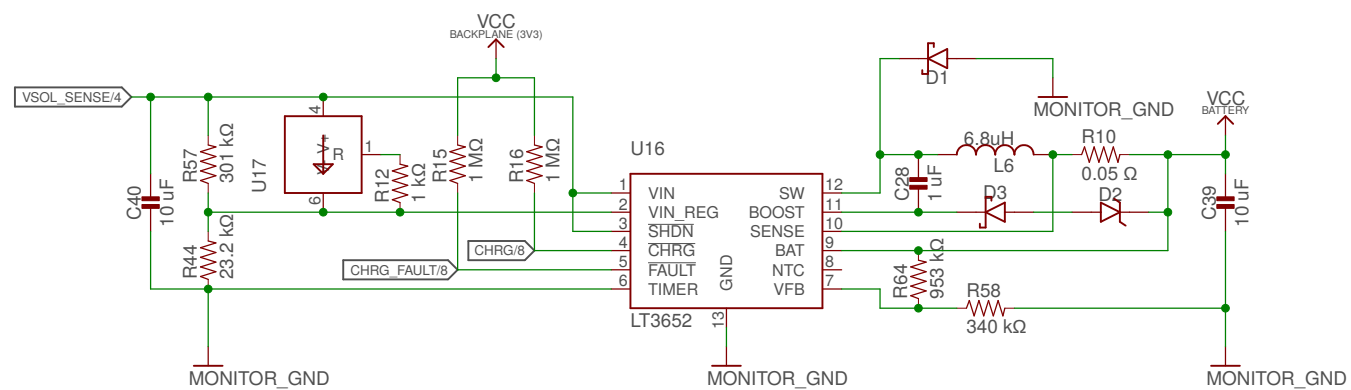 VCC
BACKPLANE (3V3)
VSOL_SENSE/4
D1
MONITOR_GND
VCC
BATTERY
C40
10 uF
R57
301 kΩ
U17
4
V+
R
1
6
R12
1 kΩ
R15
1 MΩ
R16
1 MΩ
R44
23.2 kΩ
CHRG/8
CHRG_FAULT/8
U16
1 VIN
2 VIN_REG
3 SHDN
4 CHRG
5 FAULT
6 TIMER
GND
13
SW 12
BOOST 11
SENSE 10
BAT 9
NTC 8
VFB 7
LT3652
6.8uH
L6
R10
0.05 Ω
C28
1 uF
D3
D2
C39
10 uF
R64
953 kΩ
R58
340 kΩ
MONITOR_GND
MONITOR_GND
MONITOR_GND